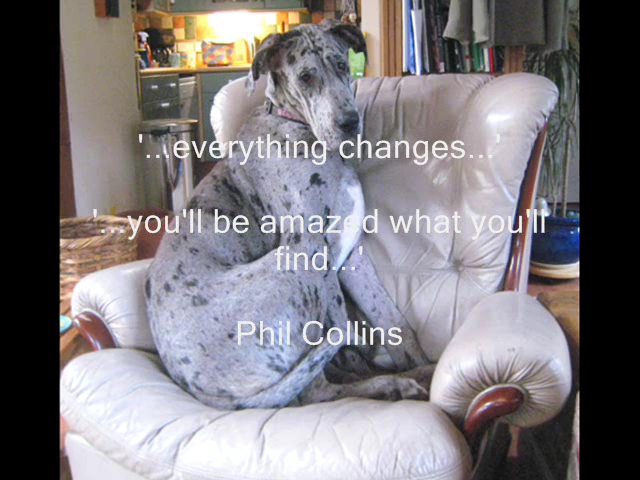 '...everything changes...'
'...you'll be amazed what you'll
find...'
Phil Collins